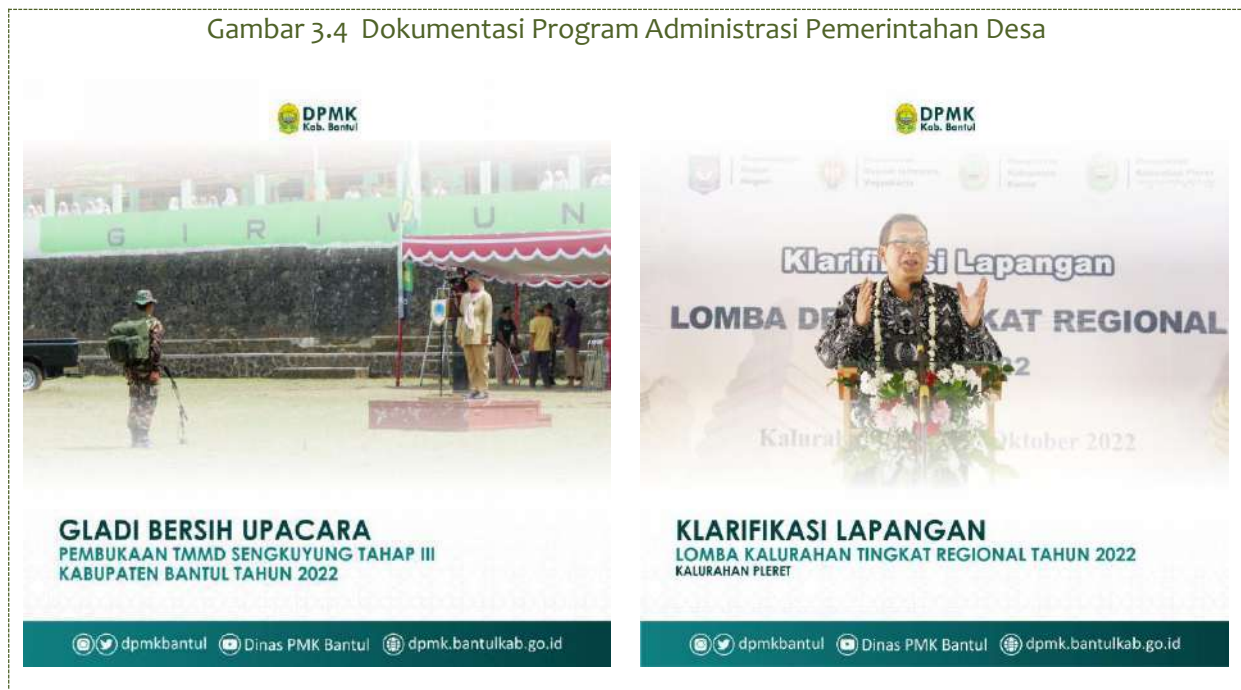 Gambar 3.4 Dokumentasi Program Administrasi Pemerintahan Desa
DPMK
Kab. Bantul
G I R I W U N
GLADI BERSIH UPACARA
PEMBUKAAN TMMD SENGKUYUNG TAHAP III
KABUPATEN BANTUL TAHUN 2022
dpmkbantul Dinas PMK Bantul dpmk.bantulkab.go.id
DPMK
Kab. Bantul
Lapangan
LOMBA KAT REGIONAL
Oktober 2022
KLARIFIKASI LAPANGAN
LOMBA KALURAHAN TINGKAT REGIONAL TAHUN 2022
KALURAHAN PLERET
dpmkbantul Dinas PMK Bantul dpmk.bantulkab.go.id